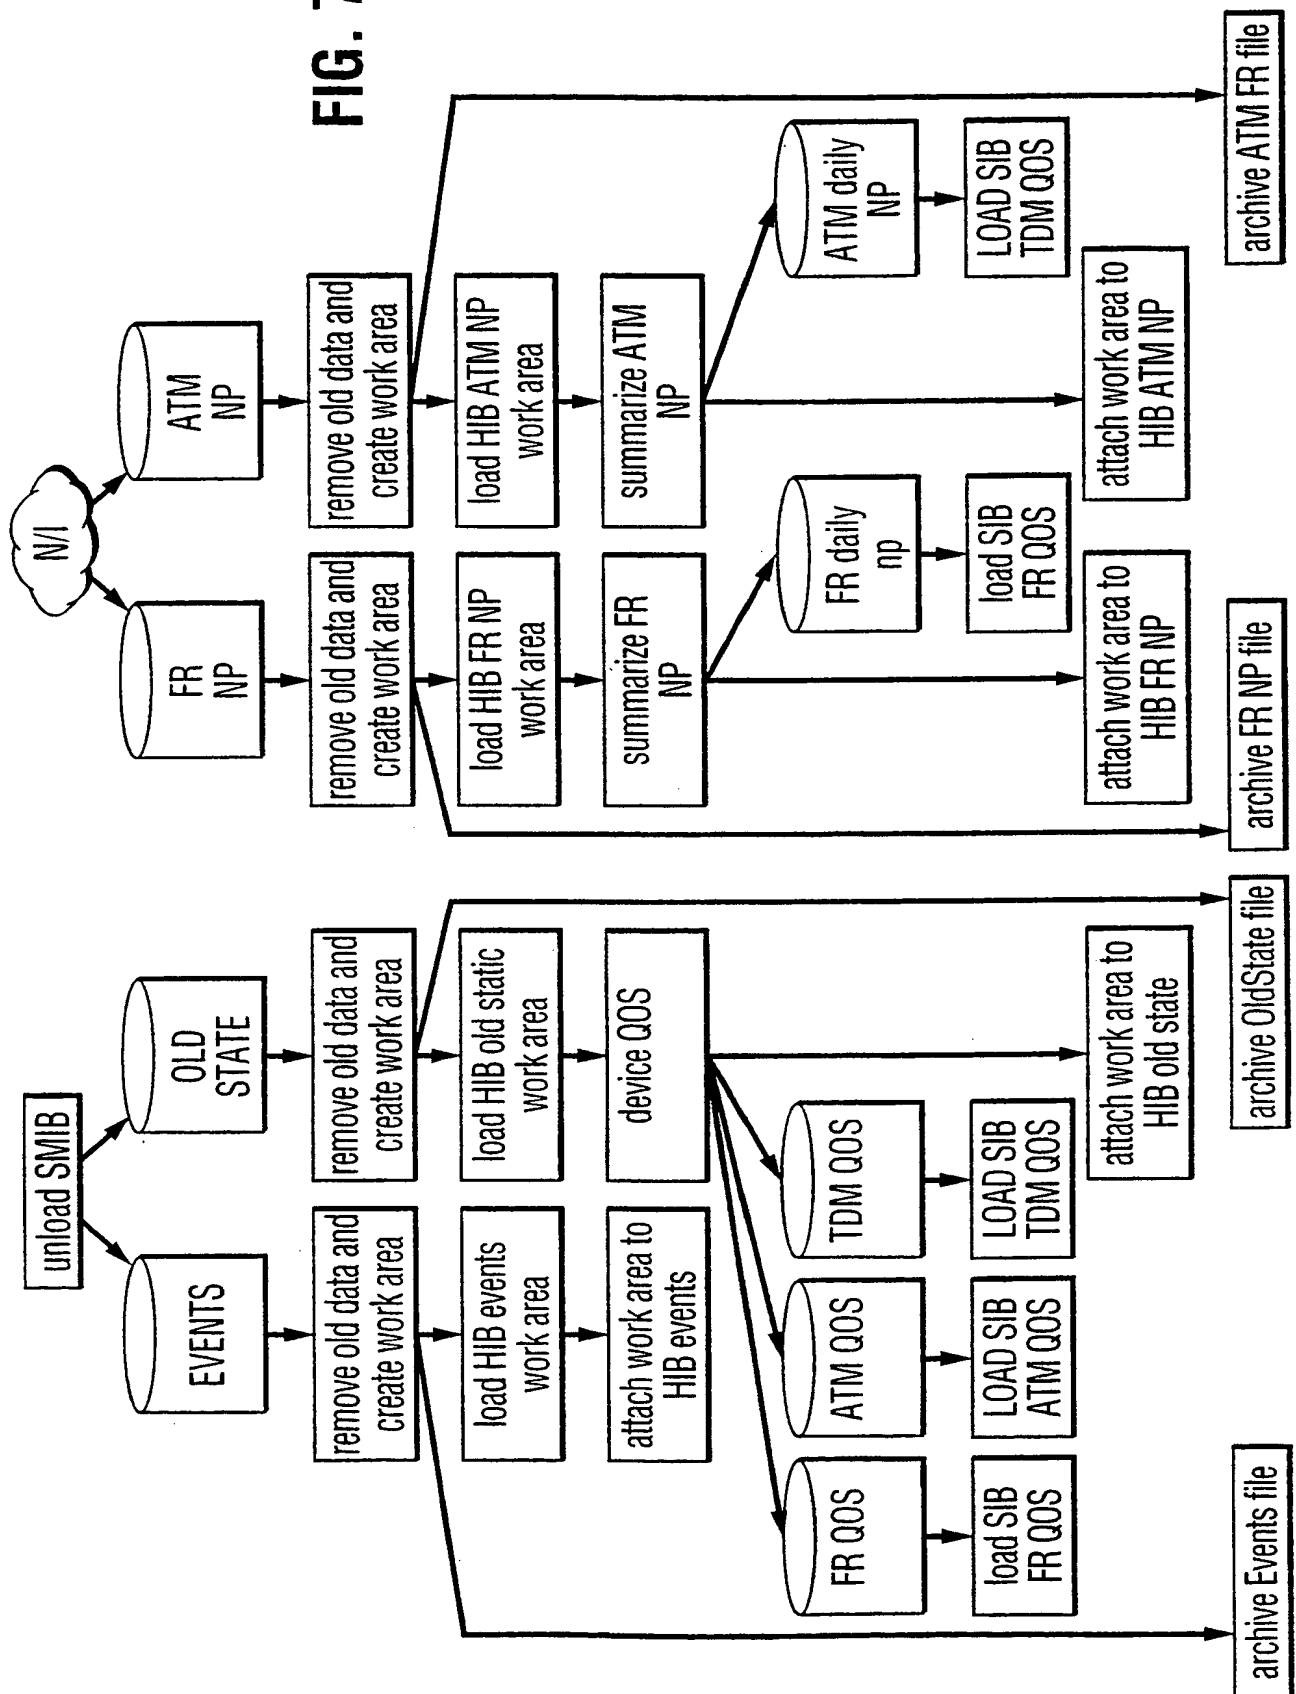 FIG. 7
unload SMIB
EVENTS
OLD
STATE
remove old data and
create work area
remove old data and
create work area
load HIB events
work area
load HIB old static
work area
attach work area to
HIB events
device QOS
FR QOS
ATM QOS
TDM QOS
load SIB
FR QOS
LOAD SIB
ATM QOS
LOAD SIB
TDM QOS
attach work area to
HIB old state
archive Events file
archive OldState file
N/I
FR
NP
ATM
NP
remove old data and
create work area
remove old data and
create work area
load HIB FR NP
work area
load HIB ATM NP
work area
summarize FR
NP
summarize ATM
NP
FR daily
np
ATM daily
NP
load SIB
FR QOS
LOAD SIB
TDM QOS
attach work area to
HIB FR NP
attach work area to
HIB ATM NP
archive FR NP file
archive ATM FR file